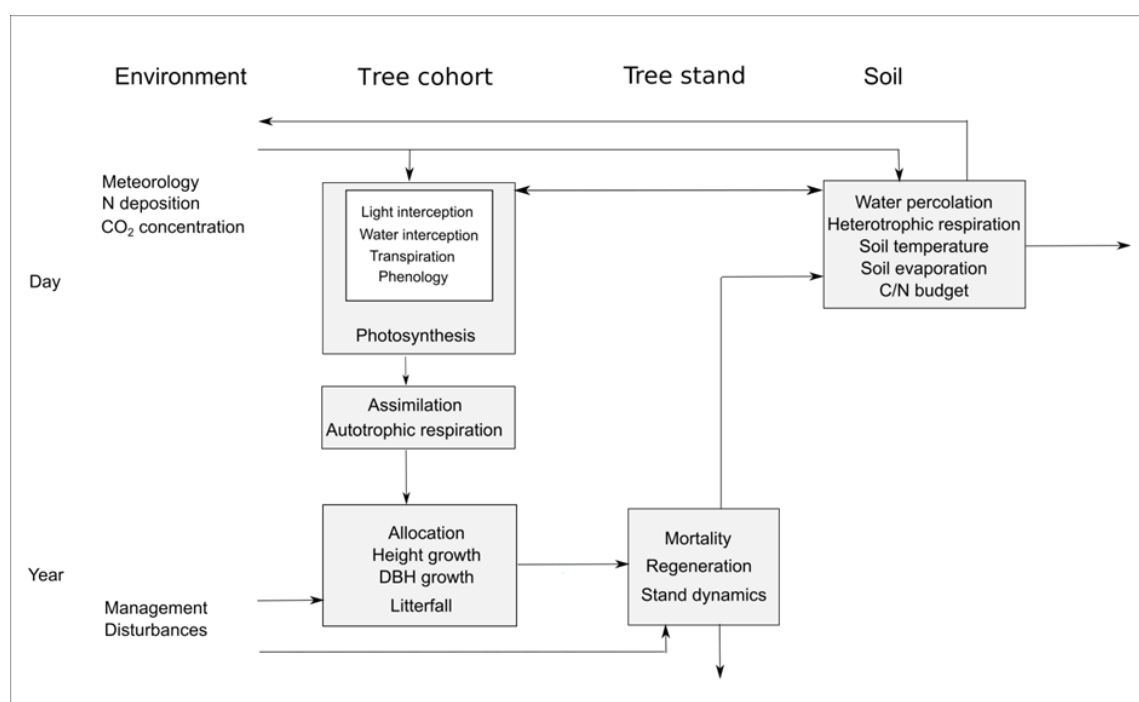 Environment
Tree cohort
Tree stand
Soil
Meteorology
N deposition
CO₂ concentration
Day
Light interception
Water interception
Transpiration
Phenology
Photosynthesis
Water percolation
Heterotrophic respiration
Soil temperature
Soil evaporation
C/N budget
Assimilation
Autotrophic respiration
Year
Management
Disturbances
Allocation
Height growth
DBH growth
Litterfall
Mortality
Regeneration
Stand dynamics